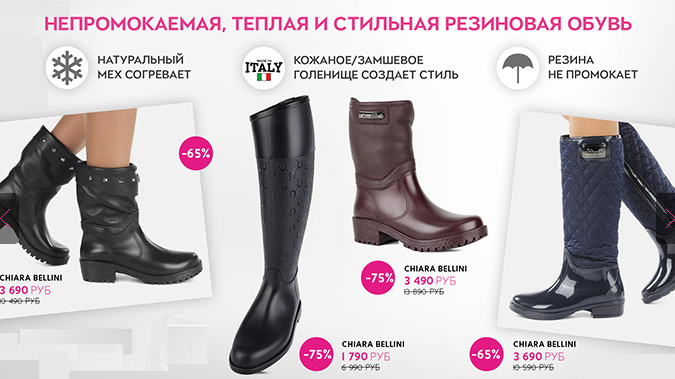 НЕПРОМОКАЕМАЯ, ТЕПЛАЯ И СТИЛЬНАЯ РЕЗИНОВАЯ ОБУВЬ
НАТУРАЛЬНЫЙ
МЕХ СОГРЕВАЕТ
MADE IN
ITALY
КОЖАНОЕ/ЗАМШЕВОЕ
ГОЛЕНИЩЕ СОЗДАЕТ СТИЛЬ
РЕЗИНА
НЕ ПРОМОКАЕТ
-65%
CHIARA BELLINI
3 690 РУБ
10 490 РУБ
-75%
CHIARA BELLINI
3 490 РУБ
13 890 РУБ
-75%
CHIARA BELLINI
1 790 РУБ
6 990 РУБ
-65%
CHIARA BELLINI
3 690 РУБ
10 590 РУБ